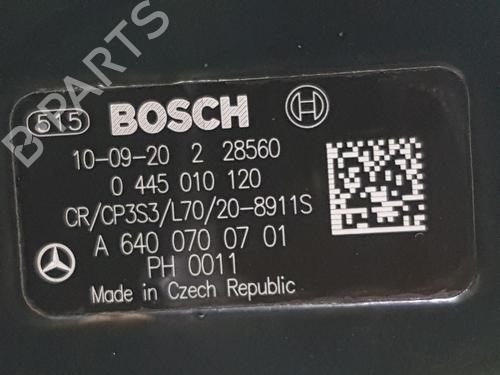 B-PARTS
515 BOSCH
10-09-20 2 28560
0 445 010 120
CR/CP3S3/L70/20-8911S
A 640 070 07 01
PH 0011
Made in Czech Republic